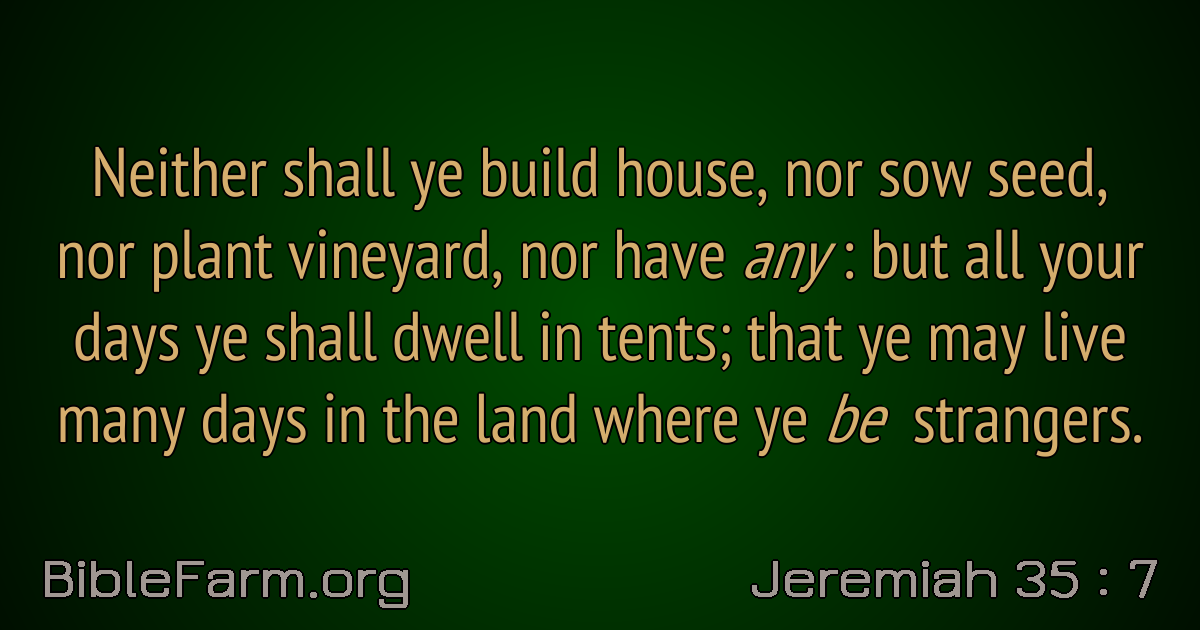 Neither shall ye build house, nor sow seed,
nor plant vineyard, nor have any : but all your
days ye shall dwell in tents; that ye may live
many days in the land where ye be strangers.
BibleFarm.org
Jeremiah 35 : 7